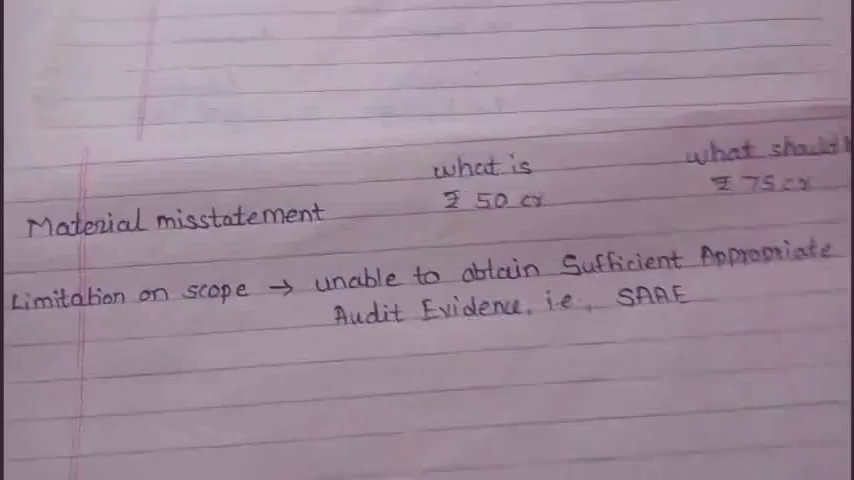 what is what should
₹ 50 cr ₹ 75 cr
Material misstatement
Limitation on scope → unable to obtain Sufficient Appropriate
Audit Evidence, i.e., SAAE